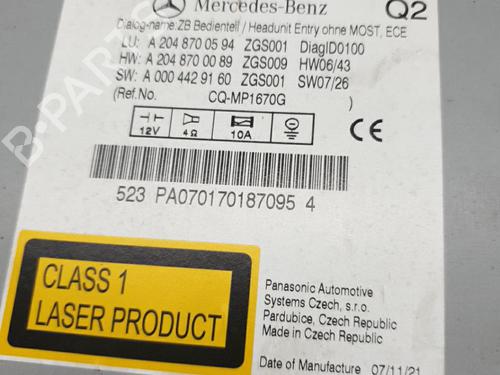 Mercedes-Benz Q2
Dialog-name: ZB Bedienteil / Headunit Entry ohne MOST, ECE
LU: A 204 870 05 94 ZGS001 DiagID0100
HW: A 204 870 00 89 ZGS009 HW06/43
SW: A 000 442 91 60 ZGS001 SW07/26
(Ref.No. CQ-MP1670G )
12V 4Ω 10A
CE
523 PA070170187095 4
CLASS 1
LASER PRODUCT
Panasonic Automotive
Systems Czech, s.r.o.
Pardubice, Czech Republic
Made in Czech Republic
Date of Manufacture 07/11/21